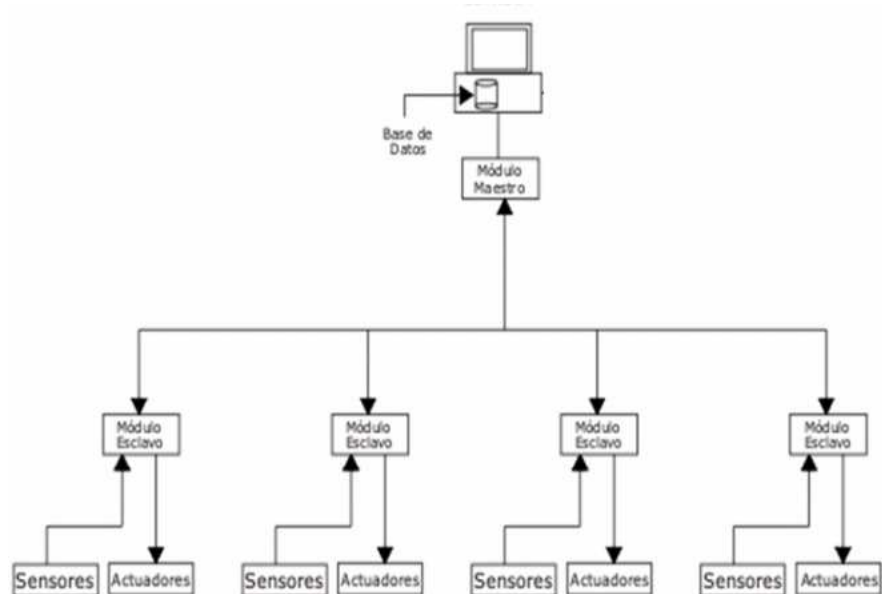 Base de
Datos
Módulo
Maestro
Módulo
Esclavo
Módulo
Esclavo
Módulo
Esclavo
Módulo
Esclavo
Sensores
Actuadores
Sensores
Actuadores
Sensores
Actuadores
Sensores
Actuadores